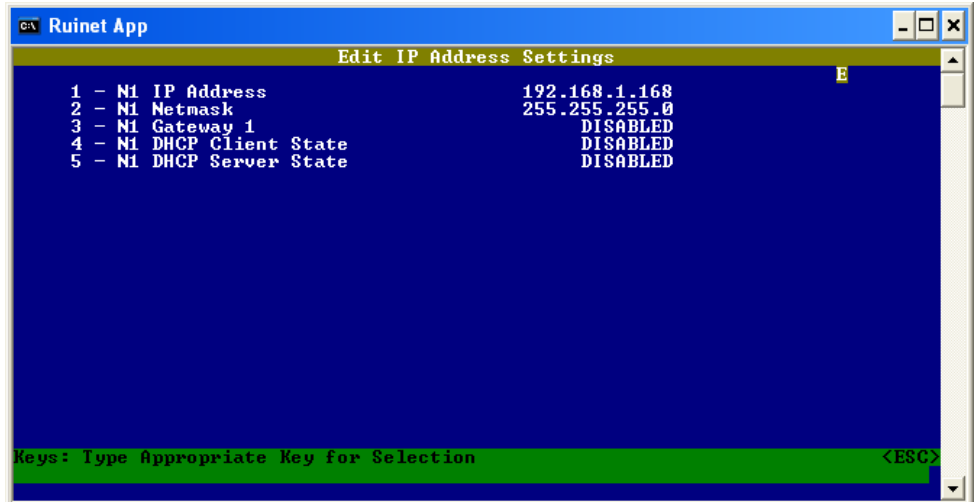 Ruinet App
Edit IP Address Settings
E
1 - N1 IP Address 192.168.1.168
2 - N1 Netmask 255.255.255.0
3 - N1 Gateway 1 DISABLED
4 - N1 DHCP Client State DISABLED
5 - N1 DHCP Server State DISABLED
Keys: Type Appropriate Key for Selection <ESC>